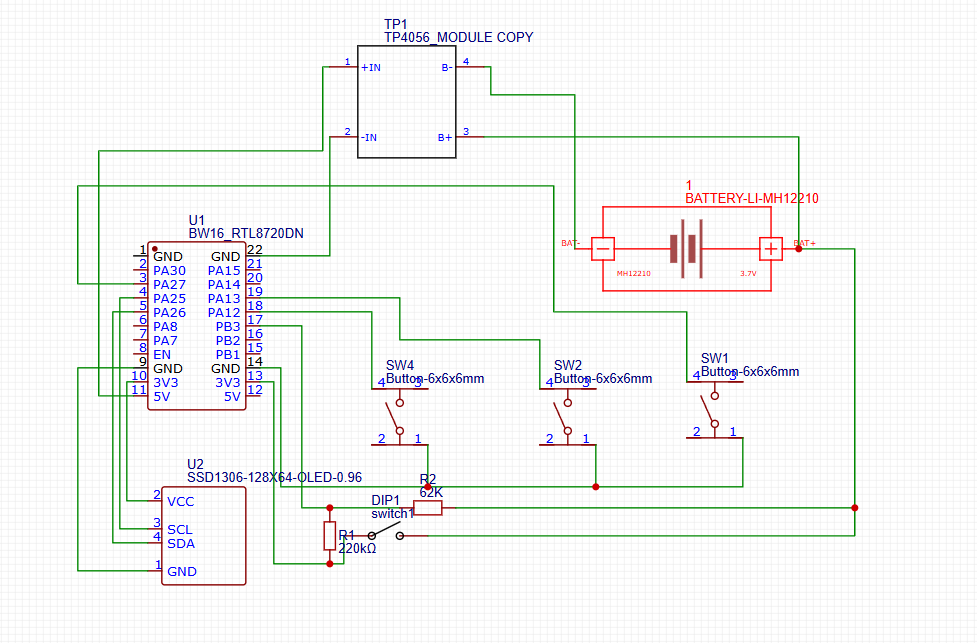 TP1
TP4056_MODULE COPY
1
+IN
B-
4
2
-IN
B+
3
1
BATTERY-LI-MH12210
BAT-
BAT+
MH12210
3.7V
U1
BW16_RTL8720DN
1
GND
GND
22
2
PA30
PA15
21
3
PA27
PA14
20
4
PA25
PA13
19
5
PA26
PA12
18
6
PA8
PB3
17
7
PA7
PB2
16
8
EN
PB1
15
9
GND
GND
14
10
3V3
3V3
13
11
5V
5V
12
SW4
Button-6x6x6mm
4
3
2
1
SW2
Button-6x6x6mm
4
3
2
1
SW1
Button-6x6x6mm
4
3
2
1
U2
SSD1306-128X64-OLED-0.96
2
VCC
3
SCL
4
SDA
1
GND
R2
62K
DIP1
switch1
R1
220kΩ